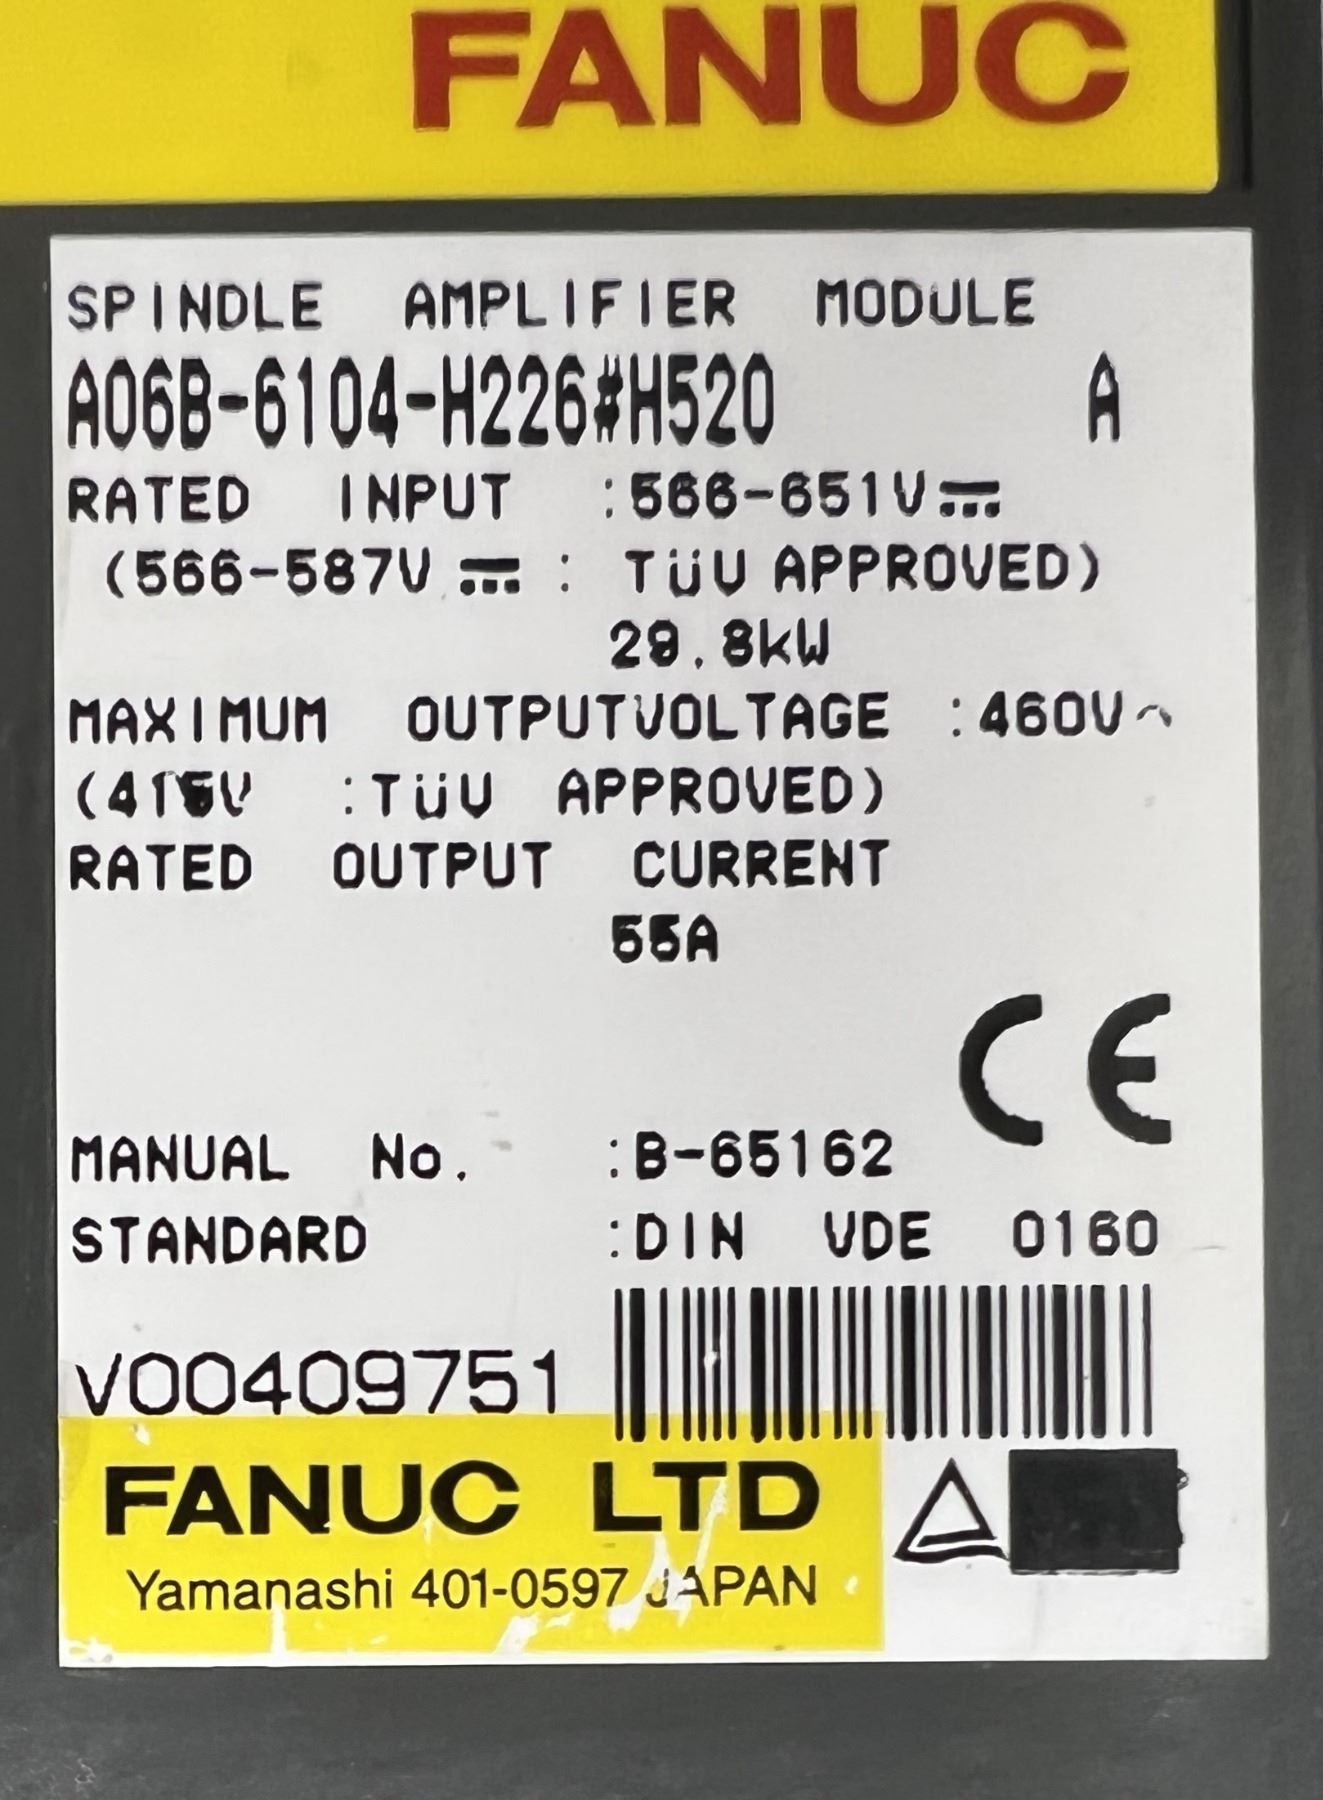 FANUC
SPINDLE AMPLIFIER MODULE
A06B-6104-H226#H520 A
RATED INPUT :566-651V⎓
(566-587V⎓ : TüV APPROVED)
29.8kW
MAXIMUM OUTPUTVOLTAGE :460V~
(415V :TüV APPROVED)
RATED OUTPUT CURRENT
55A
CE
MANUAL No. :B-65162
STANDARD :DIN VDE 0160
V00409751
FANUC LTD
Yamanashi 401-0597 JAPAN